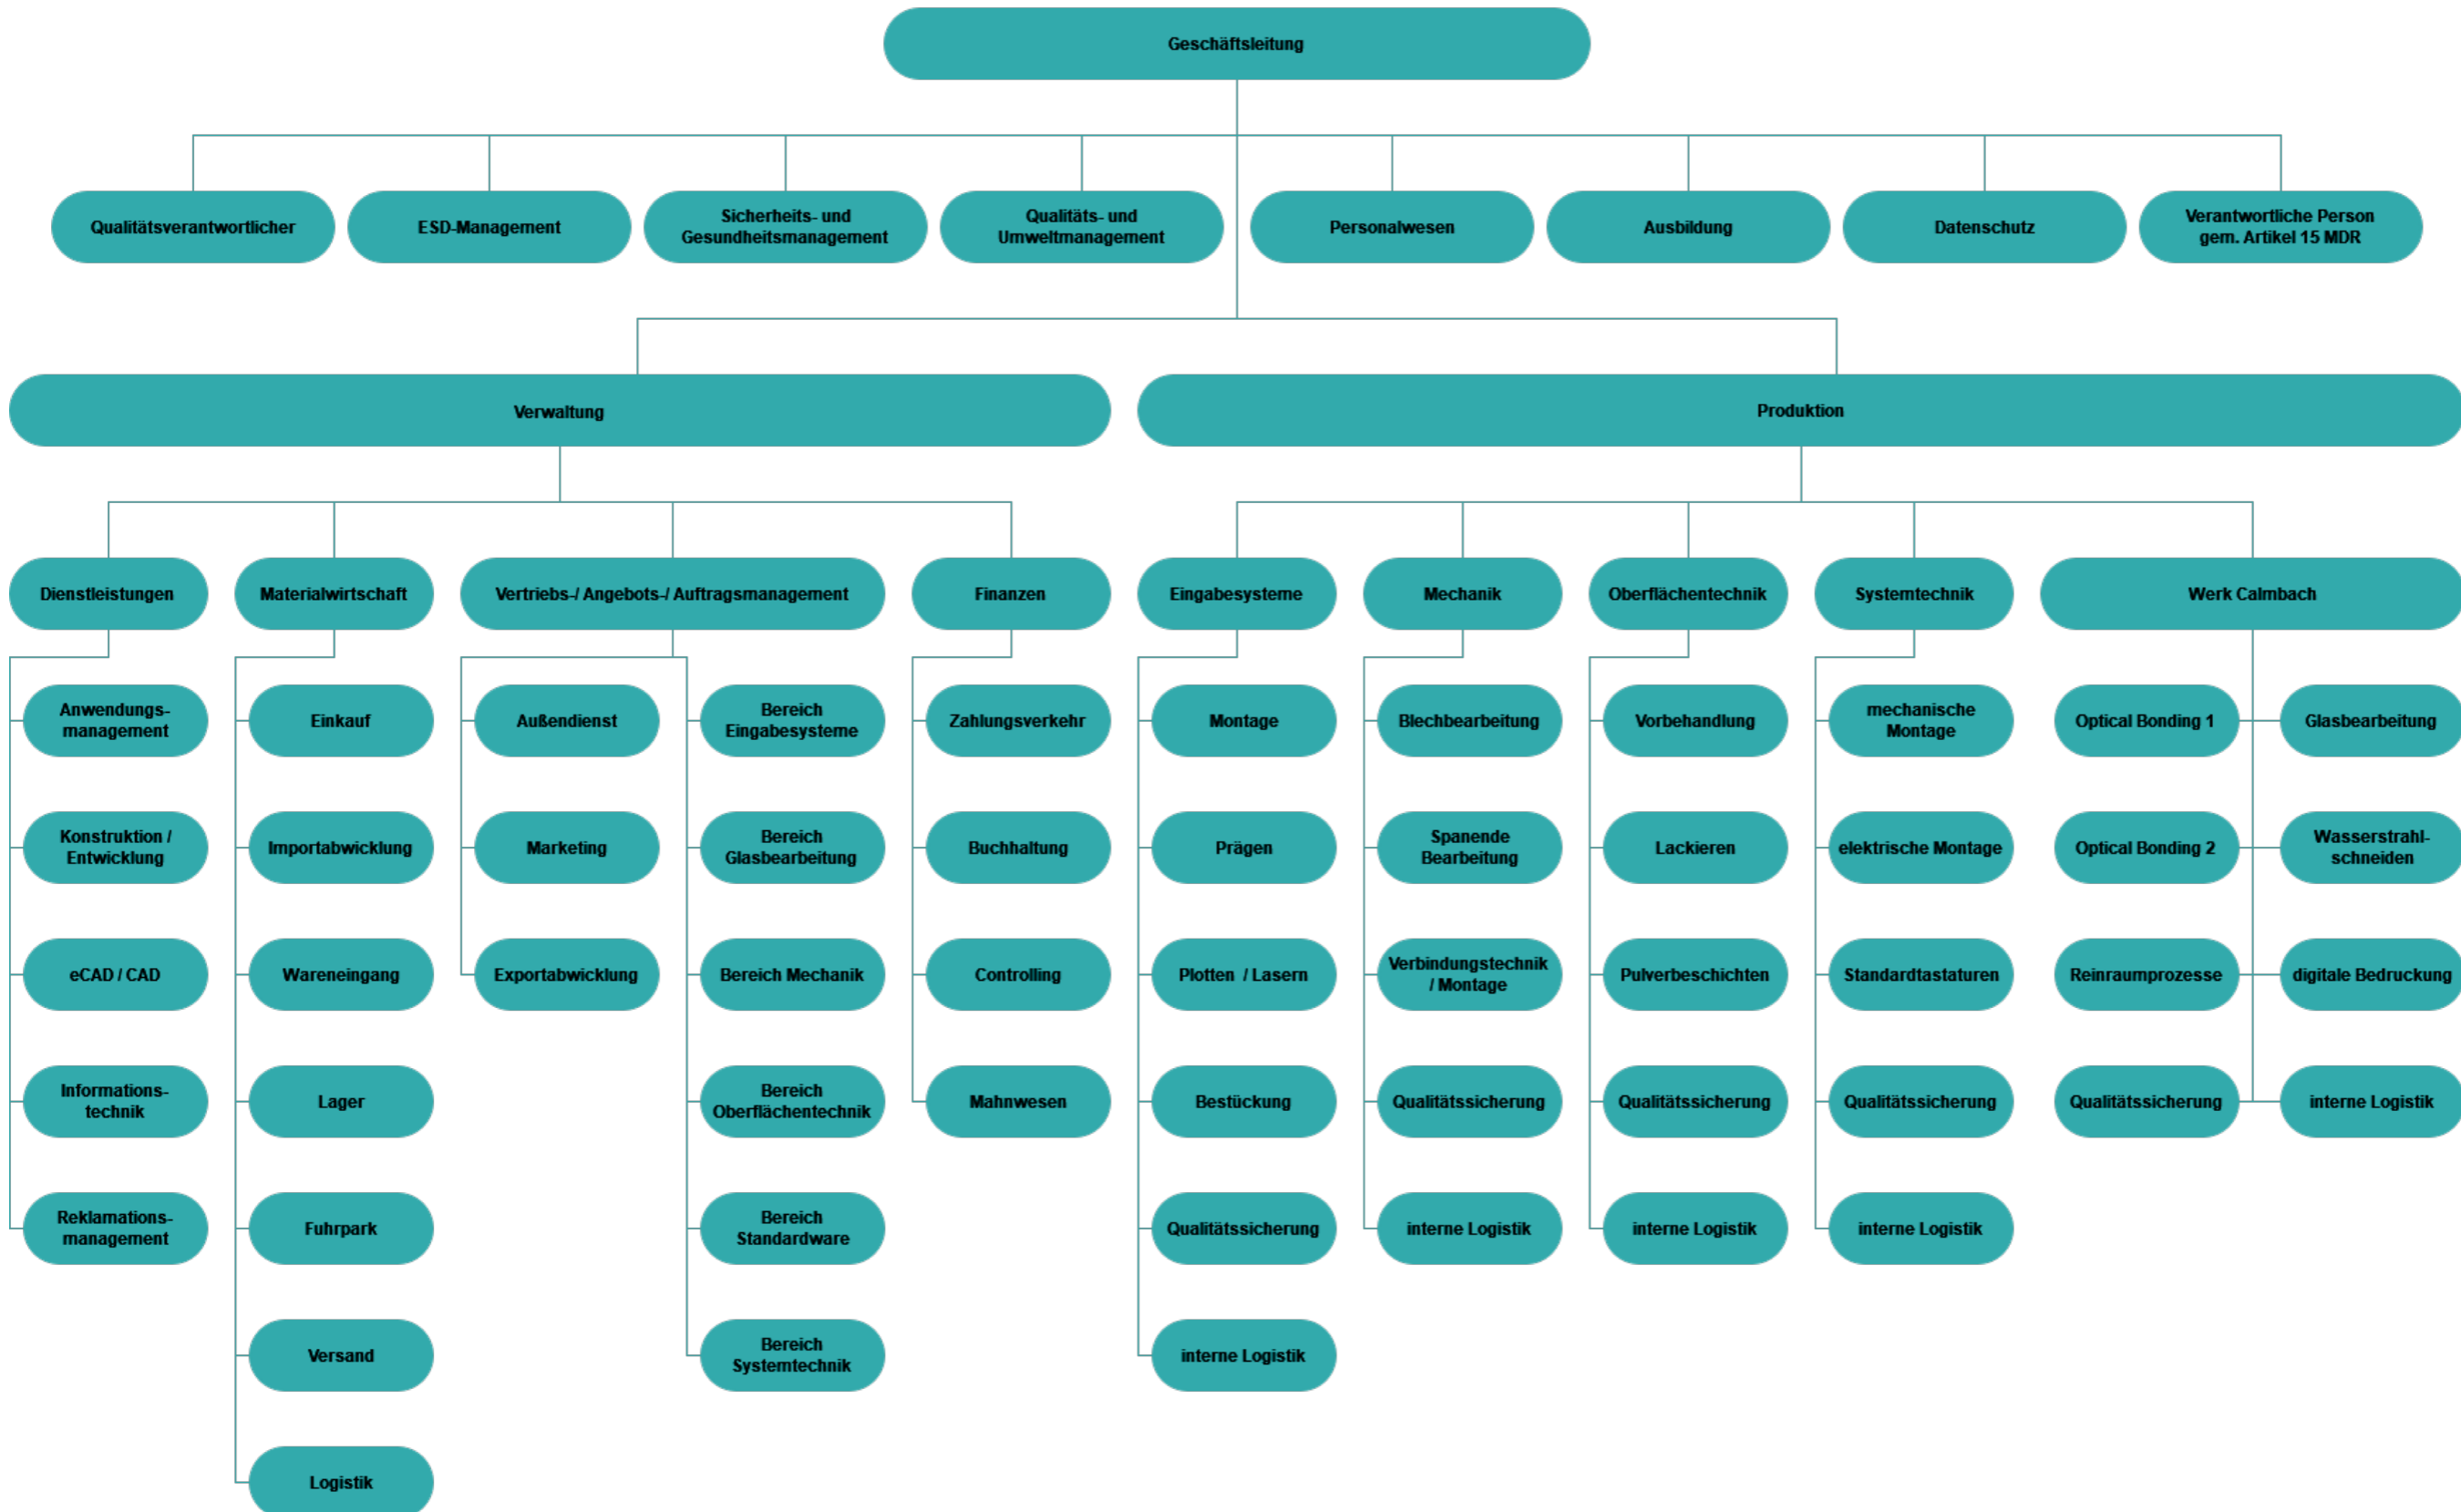 Geschäftsleitung
Qualitätsverantwortlicher
ESD-Management
Sicherheits- und
Gesundheitsmanagement
Qualitäts- und
Umweltmanagement
Personalwesen
Ausbildung
Datenschutz
Verantwortliche Person
gem. Artikel 15 MDR
Verwaltung
Produktion
Dienstleistungen
Materialwirtschaft
Vertriebs-/ Angebots-/ Auftragsmanagement
Finanzen
Eingabesysteme
Mechanik
Oberflächentechnik
Systemtechnik
Werk Calmbach
Anwendungs-
management
Einkauf
Außendienst
Bereich
Eingabesysteme
Zahlungsverkehr
Montage
Blechbearbeitung
Vorbehandlung
mechanische
Montage
Optical Bonding 1
Glasbearbeitung
Konstruktion /
Entwicklung
Importabwicklung
Marketing
Bereich
Glasbearbeitung
Buchhaltung
Prägen
Spanende
Bearbeitung
Lackieren
elektrische Montage
Optical Bonding 2
Wasserstrahl-
schneiden
eCAD / CAD
Wareneingang
Exportabwicklung
Bereich Mechanik
Controlling
Plotten / Lasern
Verbindungstechnik
/ Montage
Pulverbeschichten
Standardtastaturen
Reinraumprozesse
digitale Bedruckung
Informations-
technik
Lager
Bereich
Oberflächentechnik
Mahnwesen
Bestückung
Qualitätssicherung
Qualitätssicherung
Qualitätssicherung
Qualitätssicherung
interne Logistik
Reklamations-
management
Fuhrpark
Bereich
Standardware
Qualitätssicherung
interne Logistik
interne Logistik
interne Logistik
Versand
Bereich
Systemtechnik
interne Logistik
Logistik